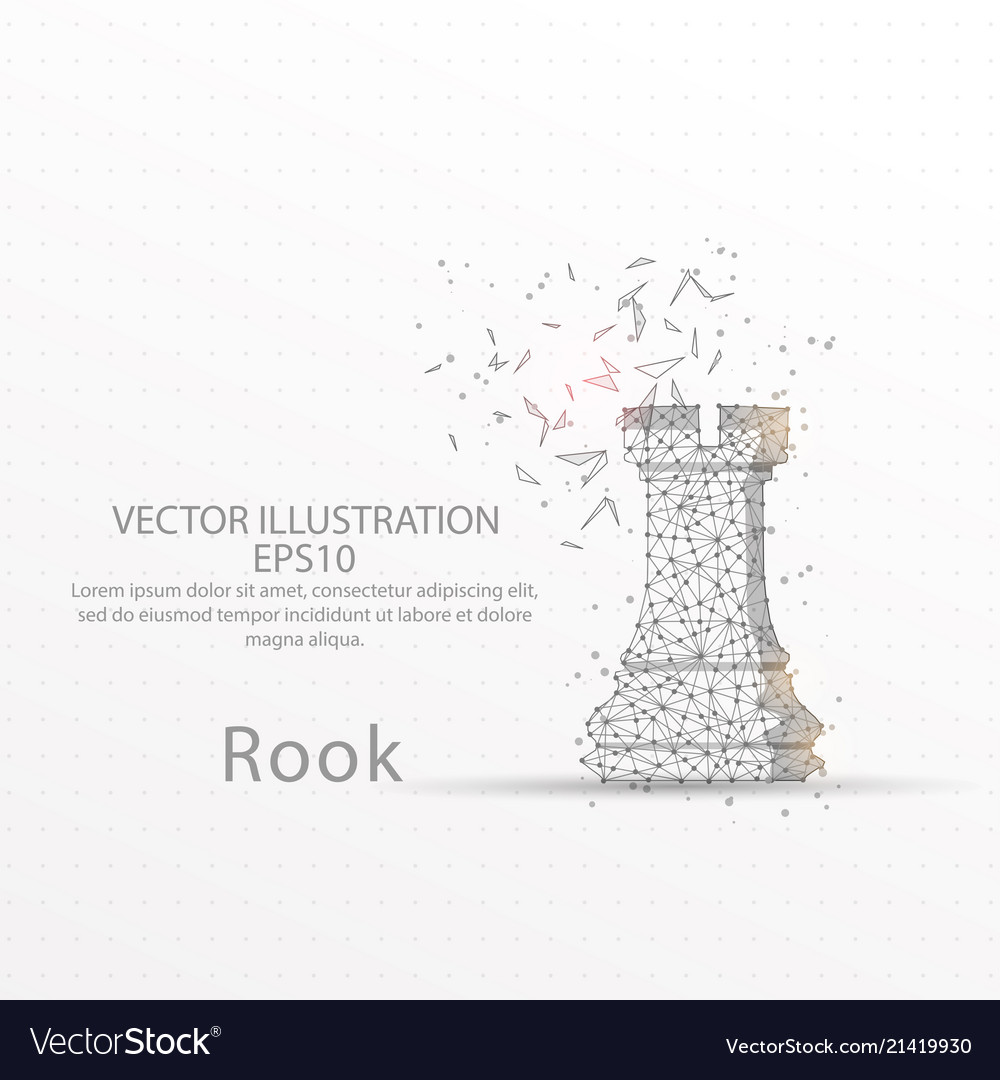 VECTOR ILLUSTRATION
EPS10
Lorem ipsum dolor sit amet, consectetur adipiscing elit,
sed do eiusmod tempor incididunt ut labore et dolore
magna aliqua.
Rook
VectorStock®
VectorStock.com/21419930